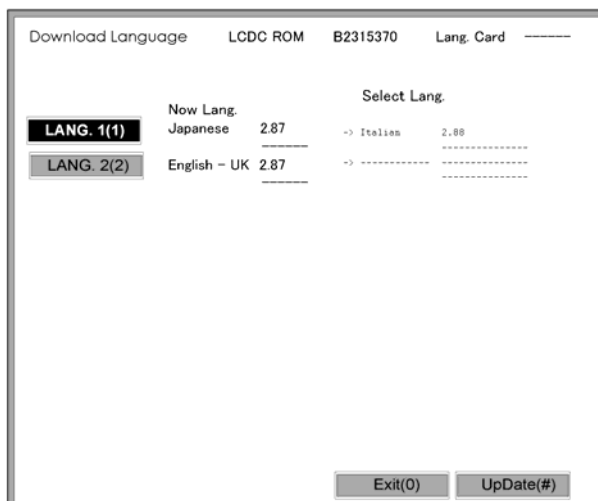 Download Language LCDC ROM B2315370 Lang. Card ------
Select Lang.
Now Lang.
LANG. 1(1) Japanese 2.87 -> Italian 2.88
------ --------------
LANG. 2(2) English - UK 2.87 -> ------------ --------------
------ --------------
Exit(0) UpDate(#)